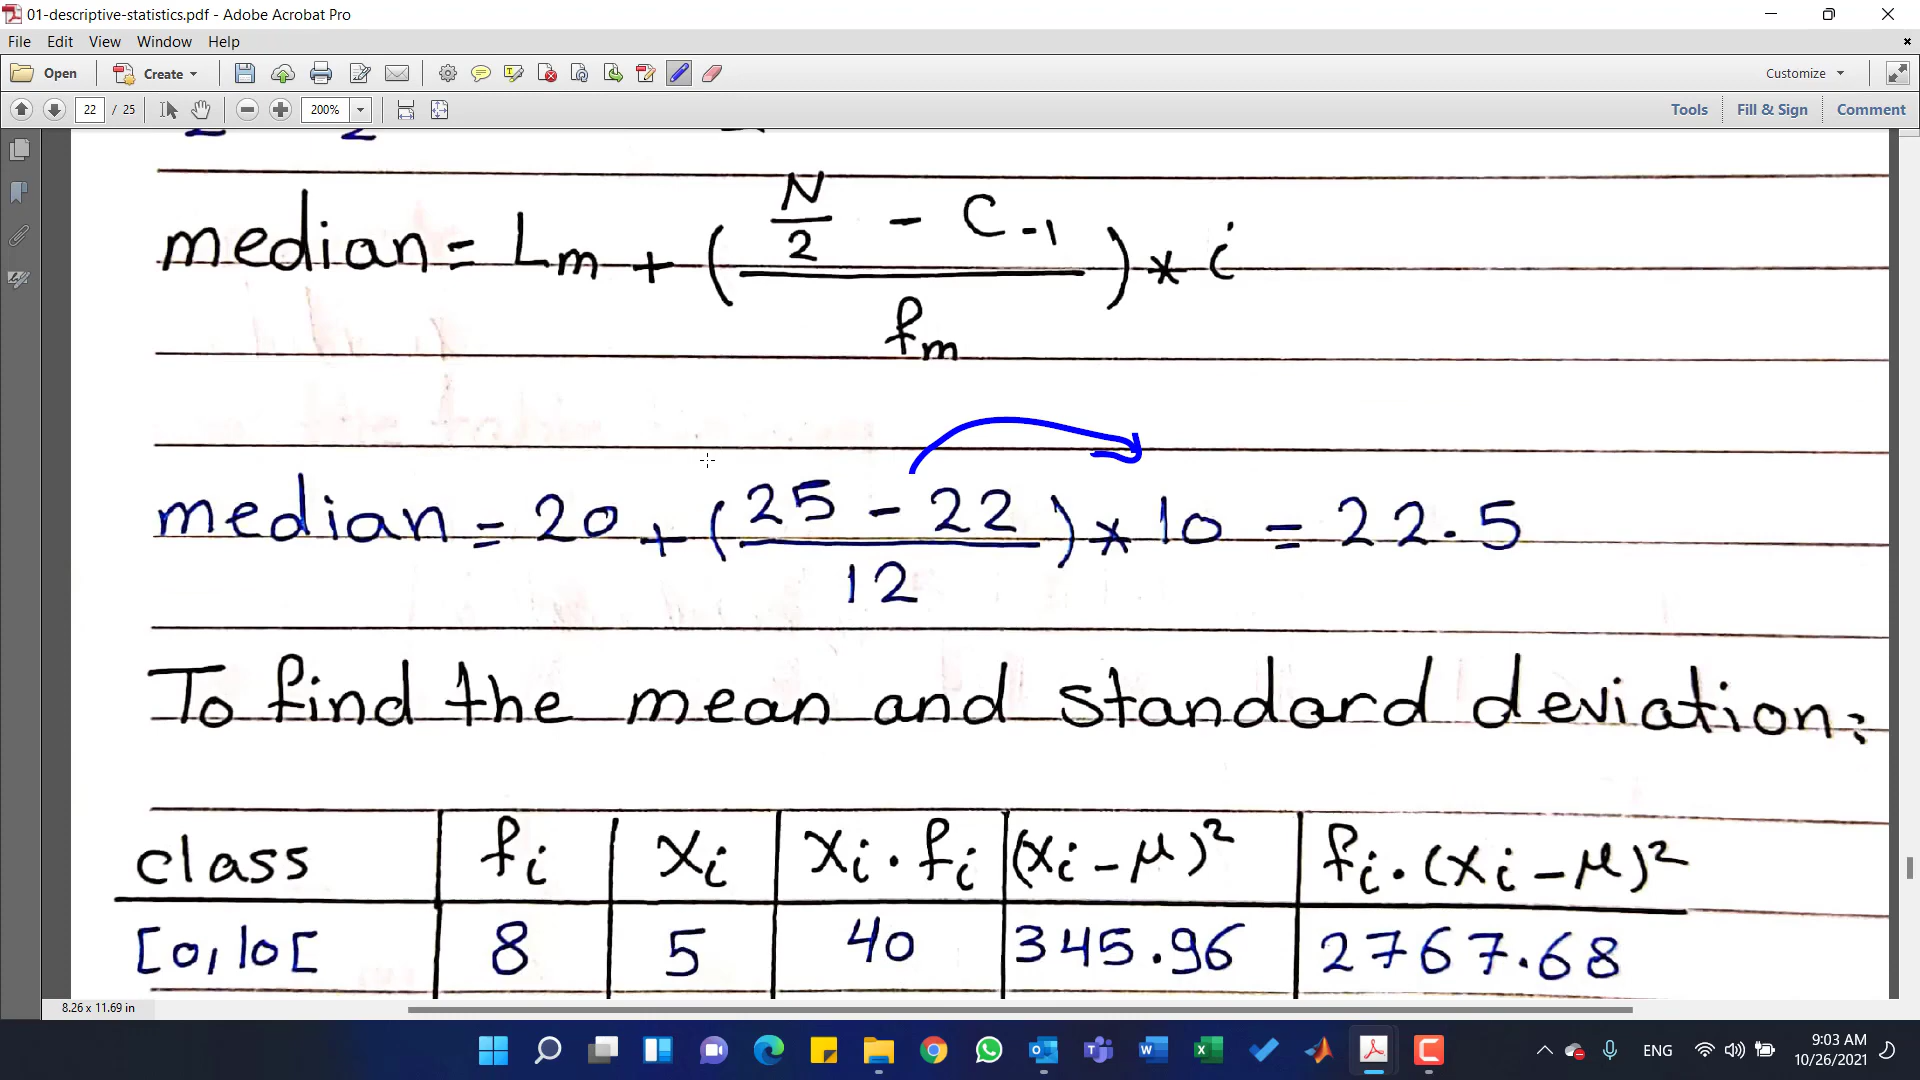 01-descriptive-statistics.pdf - Adobe Acrobat Pro
File Edit View Window Help
Open Create Customize
22 / 25 200% Tools Fill & Sign Comment
median = Lm + ( (N/2 - C-1) / fm ) * i
median = 20 + ( (25 - 22) / 12 ) * 10 = 22.5
To find the mean and standard deviation:
class fi xi xi . fi (xi - μ)² fi . (xi - μ)²
[0,10[ 8 5 40 345.96 2767.68
8.26 x 11.69 in
ENG 9:03 AM
10/26/2021